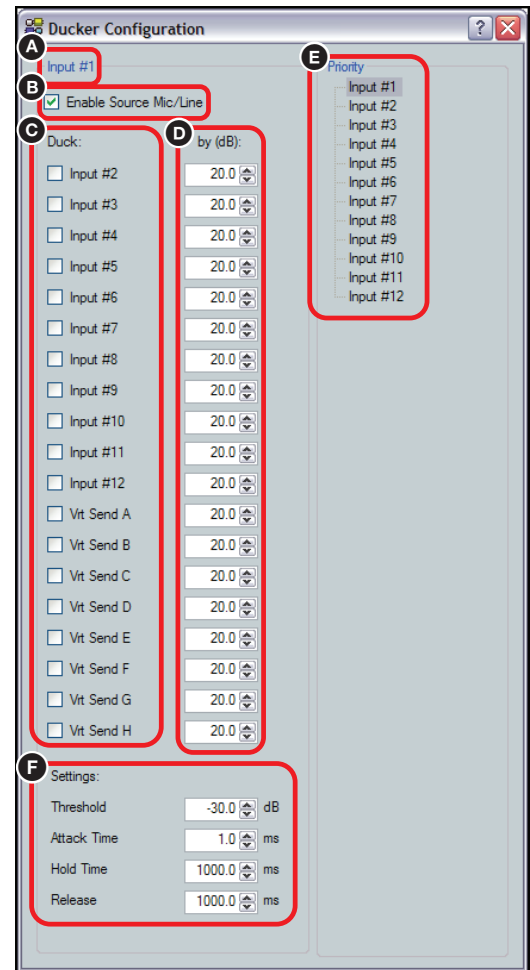 Ducker Configuration
A
Input #1
B
Enable Source Mic/Line
C
Duck:
D
by (dB):
Input #2 20.0
Input #3 20.0
Input #4 20.0
Input #5 20.0
Input #6 20.0
Input #7 20.0
Input #8 20.0
Input #9 20.0
Input #10 20.0
Input #11 20.0
Input #12 20.0
Vrt Send A 20.0
Vrt Send B 20.0
Vrt Send C 20.0
Vrt Send D 20.0
Vrt Send E 20.0
Vrt Send F 20.0
Vrt Send G 20.0
Vrt Send H 20.0
F
Settings:
Threshold -30.0 dB
Attack Time 1.0 ms
Hold Time 1000.0 ms
Release 1000.0 ms
E
Priority
Input #1
Input #2
Input #3
Input #4
Input #5
Input #6
Input #7
Input #8
Input #9
Input #10
Input #11
Input #12